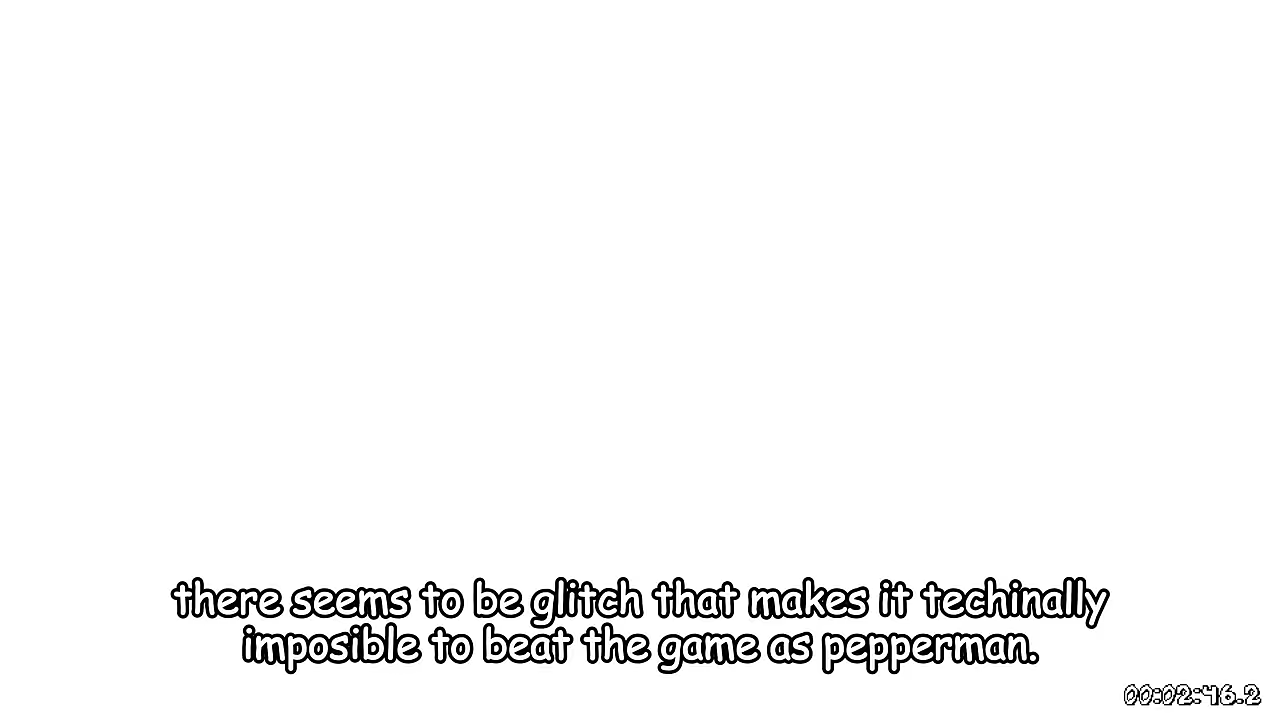 there seems to be glitch that makes it techinally
imposible to beat the game as pepperman.
00:02:46.2